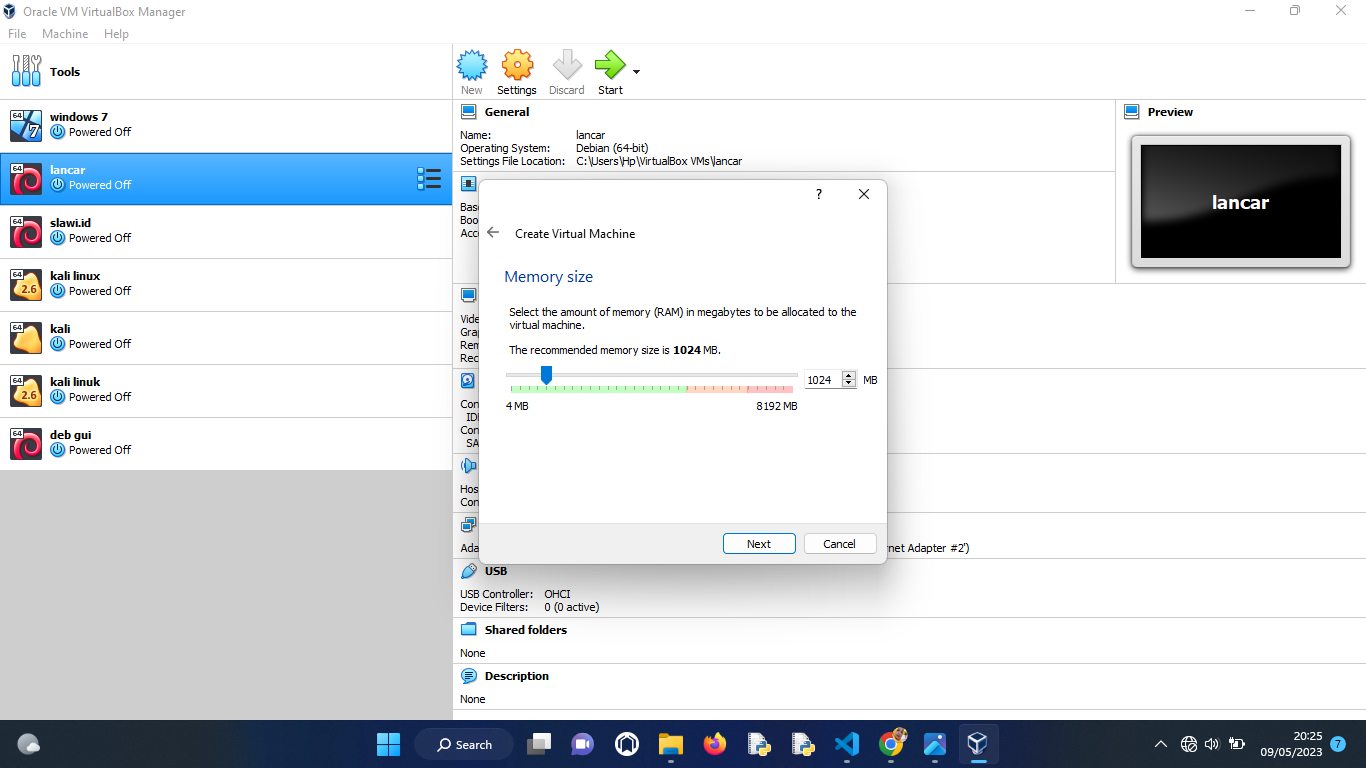 Oracle VM VirtualBox Manager
File Machine Help
Tools
New Settings Discard Start
64 7 windows 7
Powered Off
64 lancar
Powered Off
64 slawi.id
Powered Off
64 2.6 kali linux
Powered Off
64 kali
Powered Off
64 2.6 kali linuk
Powered Off
64 deb gui
Powered Off
General
Name: lancar
Operating System: Debian (64-bit)
Settings File Location: C:\Users\Hp\VirtualBox VMs\lancar
Preview
lancar
Bas
Boo
Acc
Vide
Gra
Rem
Rec
Con
IDE
Con
SA
Hos
Con
Ada
rnet Adapter #2')
?
Create Virtual Machine
Memory size
Select the amount of memory (RAM) in megabytes to be allocated to the
virtual machine.
The recommended memory size is 1024 MB.
1024 MB
4 MB 8192 MB
Next Cancel
USB
USB Controller: OHCI
Device Filters: 0 (0 active)
Shared folders
None
Description
None
Search
20:25
09/05/2023
7